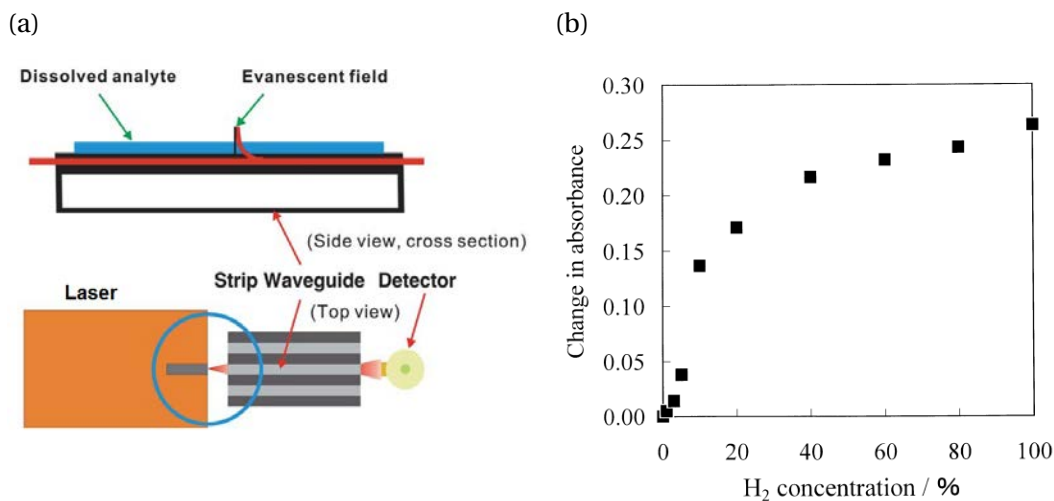 (a)
Dissolved analyte
Evanescent field
(Side view, cross section)
Strip Waveguide Detector
Laser
(Top view)
(b)
0.30
0.25
0.20
0.15
0.10
0.05
0.00
Change in absorbance
0 20 40 60 80 100
H₂ concentration / %